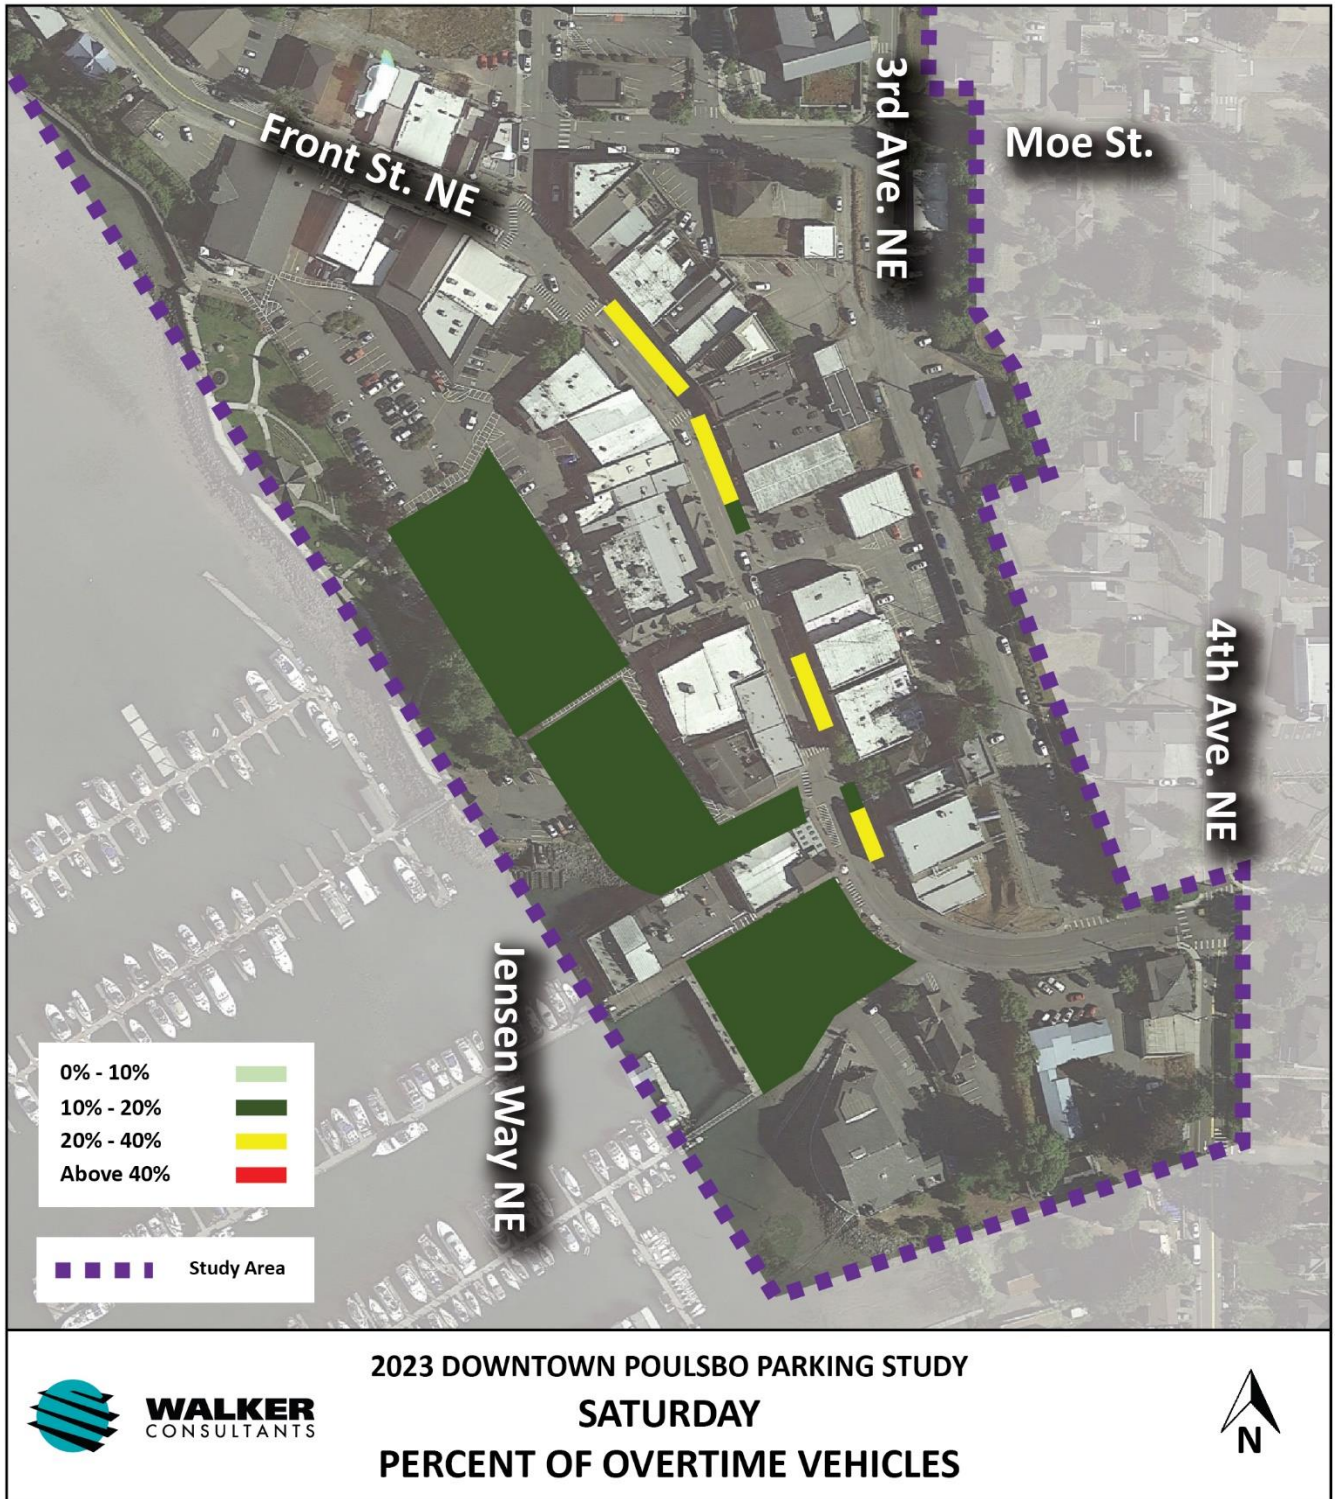 Front St. NE
3rd Ave. NE
Moe St.
4th Ave. NE
Jensen Way NE
0% - 10%
10% - 20%
20% - 40%
Above 40%
Study Area
WALKER
CONSULTANTS
2023 DOWNTOWN POULSBO PARKING STUDY
SATURDAY
PERCENT OF OVERTIME VEHICLES
N